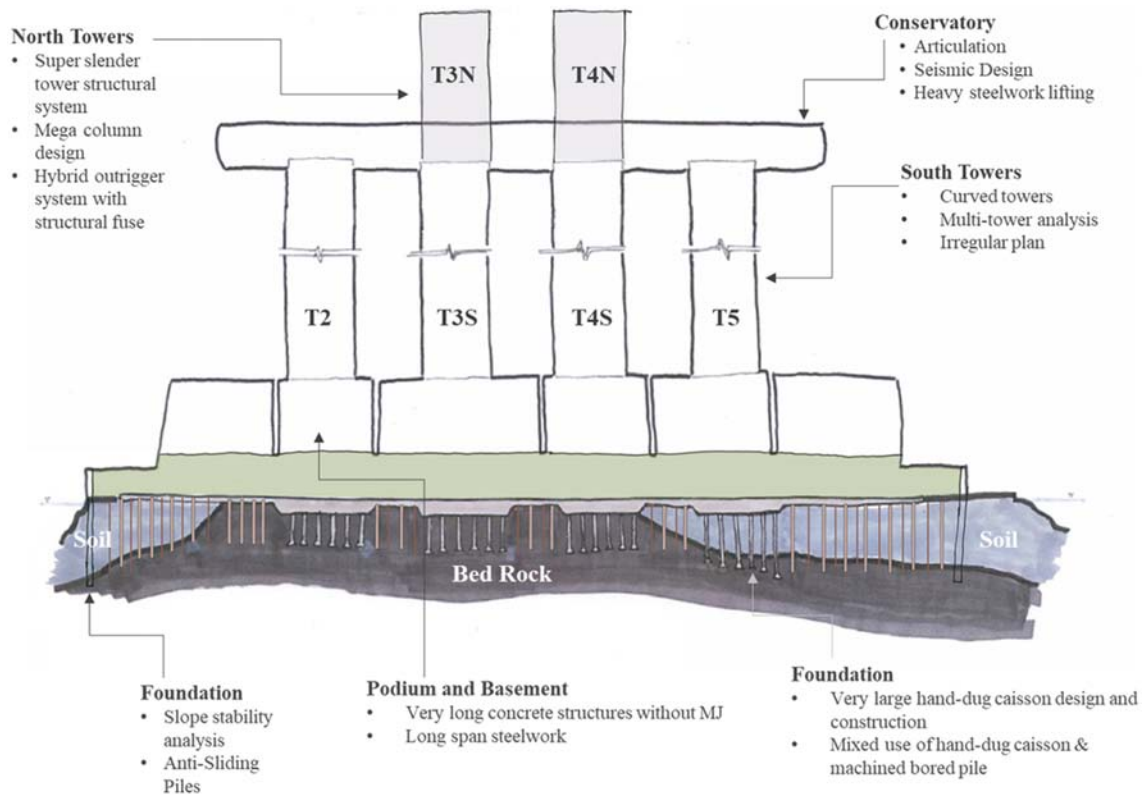 North Towers
• Super slender
tower structural
system
• Mega column
design
• Hybrid outrigger
system with
structural fuse
T3N
T4N
Conservatory
• Articulation
• Seismic Design
• Heavy steelwork lifting
South Towers
• Curved towers
• Multi-tower analysis
• Irregular plan
T2
T3S
T4S
T5
Soil
Bed Rock
Soil
Foundation
• Slope stability
analysis
• Anti-Sliding
Piles
Podium and Basement
• Very long concrete structures without MJ
• Long span steelwork
Foundation
• Very large hand-dug caisson design and
construction
• Mixed use of hand-dug caisson &
machined bored pile